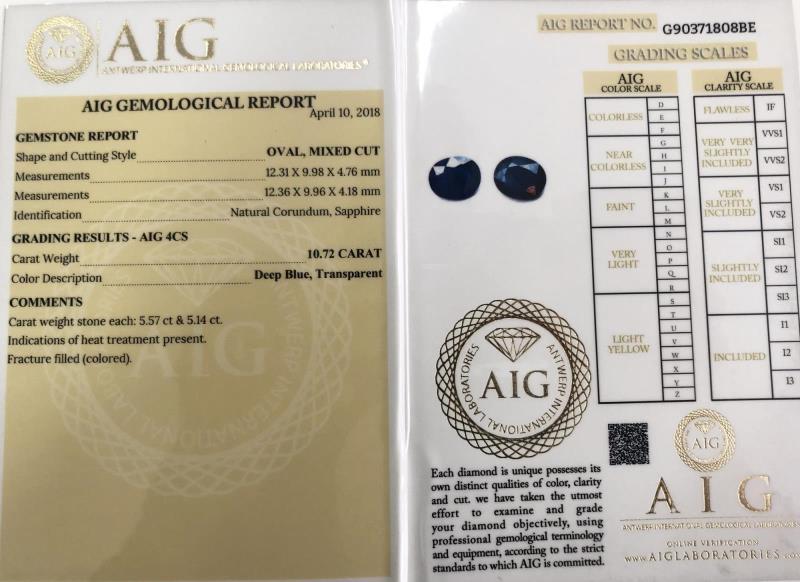 AIG
AIG
ANTWERP INTERNATIONAL GEMOLOGICAL LABORATORIES®
AIG GEMOLOGICAL REPORT
April 10, 2018
GEMSTONE REPORT
Shape and Cutting Style OVAL, MIXED CUT
Measurements 12.31 X 9.98 X 4.76 mm
Measurements 12.36 X 9.96 X 4.18 mm
Identification Natural Corundum, Sapphire
GRADING RESULTS - AIG 4CS
Carat Weight 10.72 CARAT
Color Description Deep Blue, Transparent
COMMENTS
Carat weight stone each: 5.57 ct & 5.14 ct.
Indications of heat treatment present.
Fracture filled (colored).
AIG
ANTWERP INTERNATIONAL GEMOLOGICAL LABORATORIES
AIG REPORT NO. G90371808BE
GRADING SCALES
AIG
COLOR SCALE
COLORLESS
D
E
F
NEAR
COLORLESS
G
H
I
J
FAINT
K
L
M
VERY
LIGHT
N
O
P
Q
R
LIGHT
YELLOW
S
T
U
V
W
X
Y
Z
AIG
CLARITY SCALE
FLAWLESS
IF
VERY VERY
SLIGHTLY
INCLUDED
VVS1
VVS2
VERY
SLIGHTLY
INCLUDED
VS1
VS2
SLIGHTLY
INCLUDED
SI1
SI2
SI3
INCLUDED
I1
I2
I3
AIG
ANTWERP INTERNATIONAL GEMOLOGICAL LABORATORIES
Each diamond is unique possesses its
own distinct qualities of color, clarity
and cut. we have taken the utmost
effort to examine and grade
your diamond objectively, using
professional gemological terminology
and equipment, according to the strict
standards to which AIG is committed.
AIG
AIG
ANTWERP INTERNATIONAL GEMOLOGICAL LABORATORIES
ONLINE VERIFICATION
WWW.AIGLABORATORIES.COM